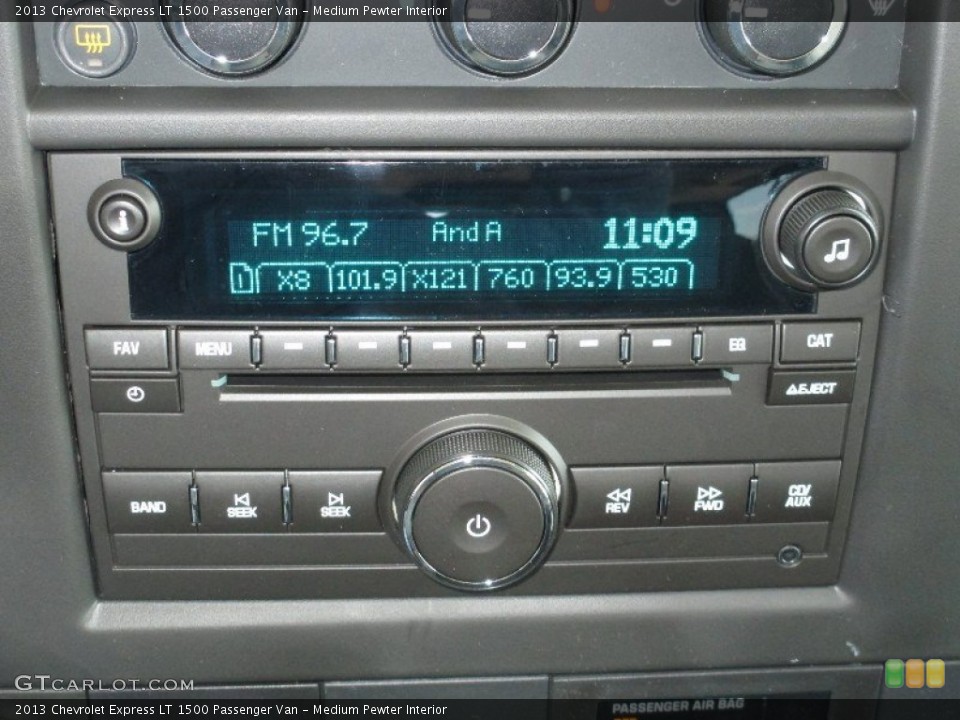 2013 Chevrolet Express LT 1500 Passenger Van – Medium Pewter Interior
i
FM 96.7 And A 11:09
1 X8 101.9 X121 760 93.9 530
FAV MENU EQ CAT
EJECT
BAND SEEK SEEK REV FWD CD/
AUX
GTCARLOT.COM
PASSENGER AIR BAG
2013 Chevrolet Express LT 1500 Passenger Van – Medium Pewter Interior